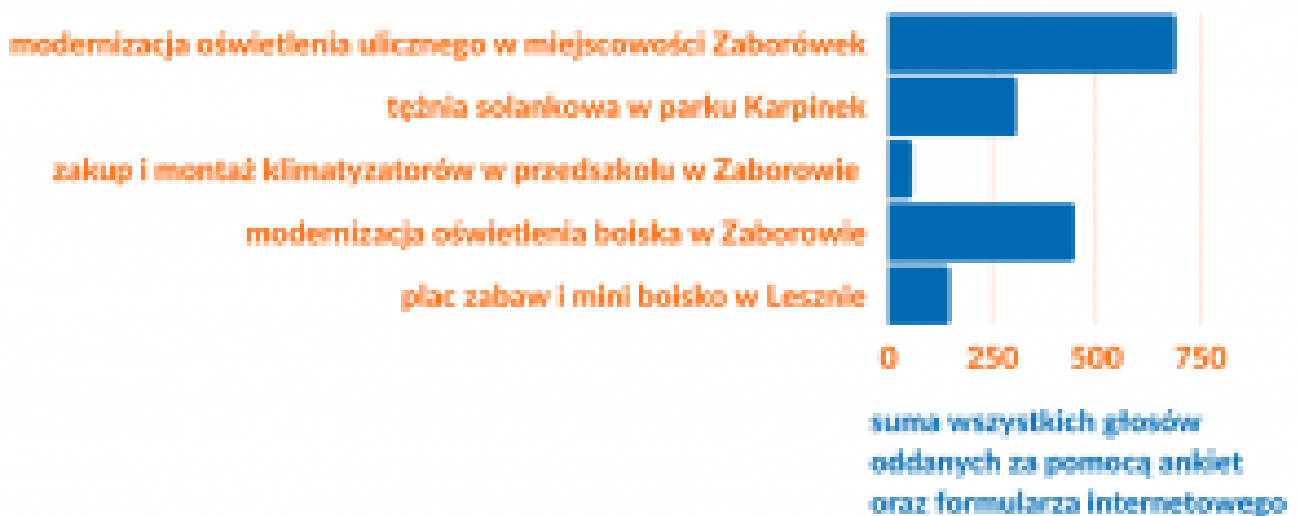 modernizacja oświetlenia ulicznego w miejscowości Zaborówek
tężnia solankowa w parku Karpinek
zakup i montaż klimatyzatorów w przedszkolu w Zaborowie
modernizacja oświetlenia boiska w Zaborowie
plac zabaw i mini boisko w Lesznie
0 250 500 750
suma wszystkich głosów
oddanych za pomocą ankiet
oraz formularza internetowego